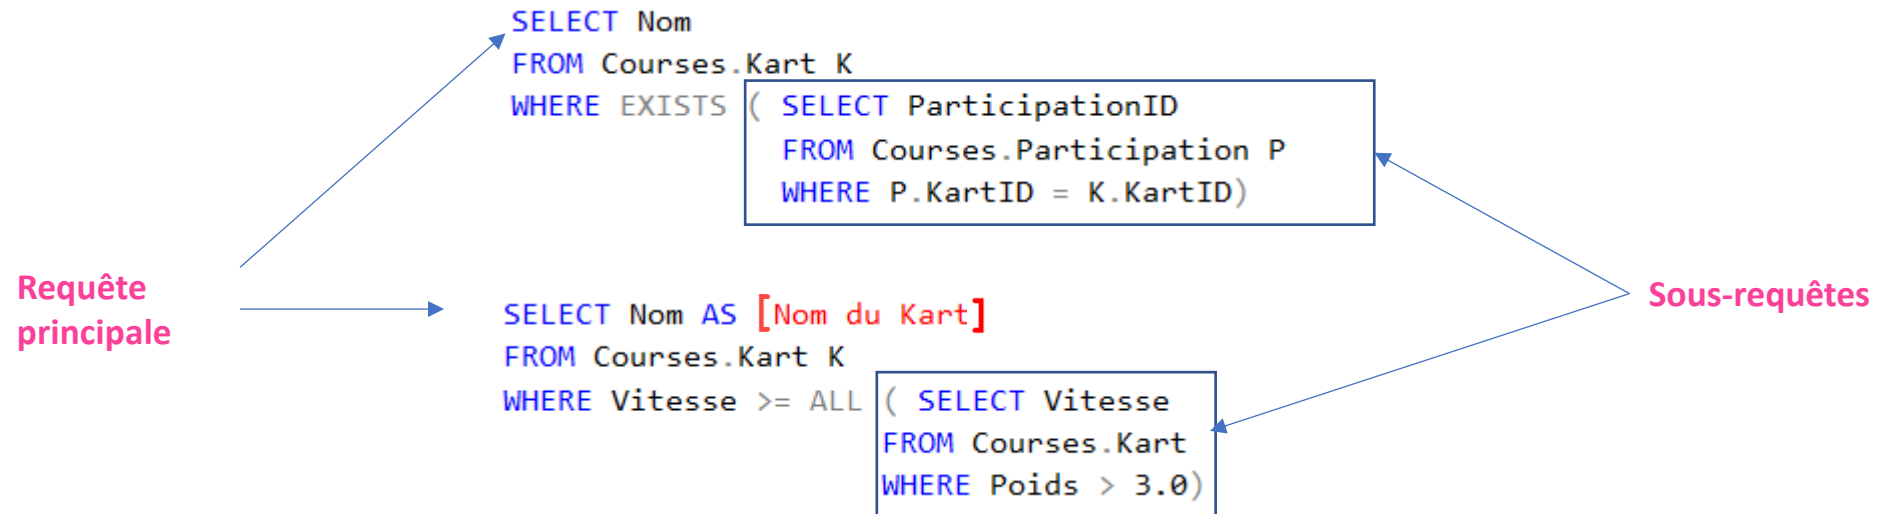 SELECT Nom
FROM Courses.Kart K
WHERE EXISTS ( SELECT ParticipationID
FROM Courses.Participation P
WHERE P.KartID = K.KartID)
Requête
principale
Sous-requêtes
SELECT Nom AS [Nom du Kart]
FROM Courses.Kart K
WHERE Vitesse >= ALL ( SELECT Vitesse
FROM Courses.Kart
WHERE Poids > 3.0)